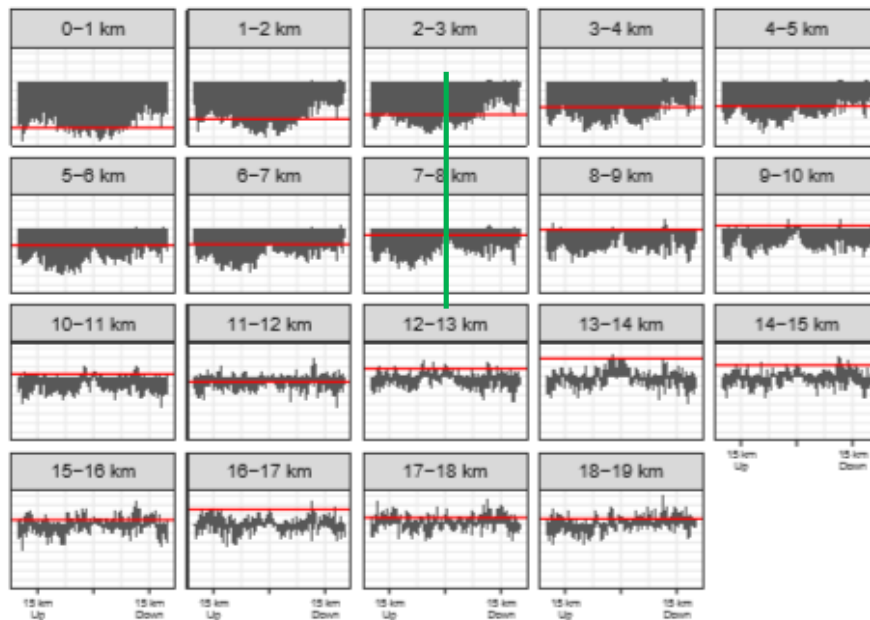 0−1 km
1−2 km
2−3 km
3−4 km
4−5 km
5−6 km
6−7 km
7−8 km
8−9 km
9−10 km
10−11 km
11−12 km
12−13 km
13−14 km
14−15 km
15 km
Up
15 km
Down
15−16 km
16−17 km
17−18 km
18−19 km
15 km
Up
15 km
Down
15 km
Up
15 km
Down
15 km
Up
15 km
Down
15 km
Up
15 km
Down